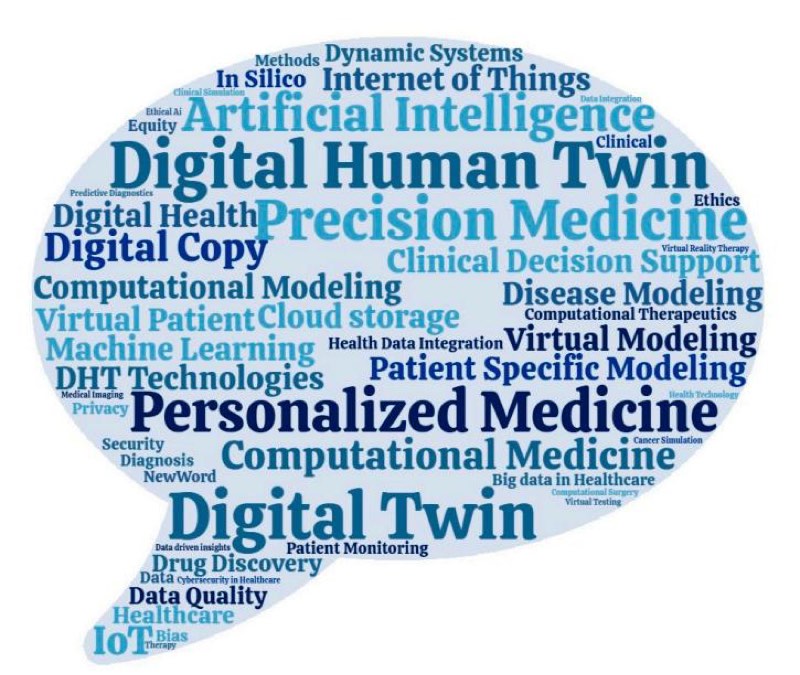 Methods Dynamic Systems
In Silico Internet of Things
Clinical Simulation Data Integration
Ethical Ai
Equity Artificial Intelligence
Clinical
Digital Human Twin
Predictive Diagnostics
Ethics
Digital Health Precision Medicine
Digital Copy Virtual Reality Therapy
Clinical Decision Support
Computational Modeling Disease Modeling
Virtual Patient Cloud storage Computational Therapeutics
Machine Learning Health Data Integration Virtual Modeling
DHT Technologies Patient Specific Modeling
Medical Imaging Health Technology
Privacy Personalized Medicine
Security Cancer Simulation
Diagnosis Computational Medicine
NewWord Big data in Healthcare
Computational Surgery
Digital Twin Virtual Testing
Data driven insights Patient Monitoring
Drug Discovery
Data Cybersecurity in Healthcare
Data Quality
Healthcare
IoT Bias
Therapy